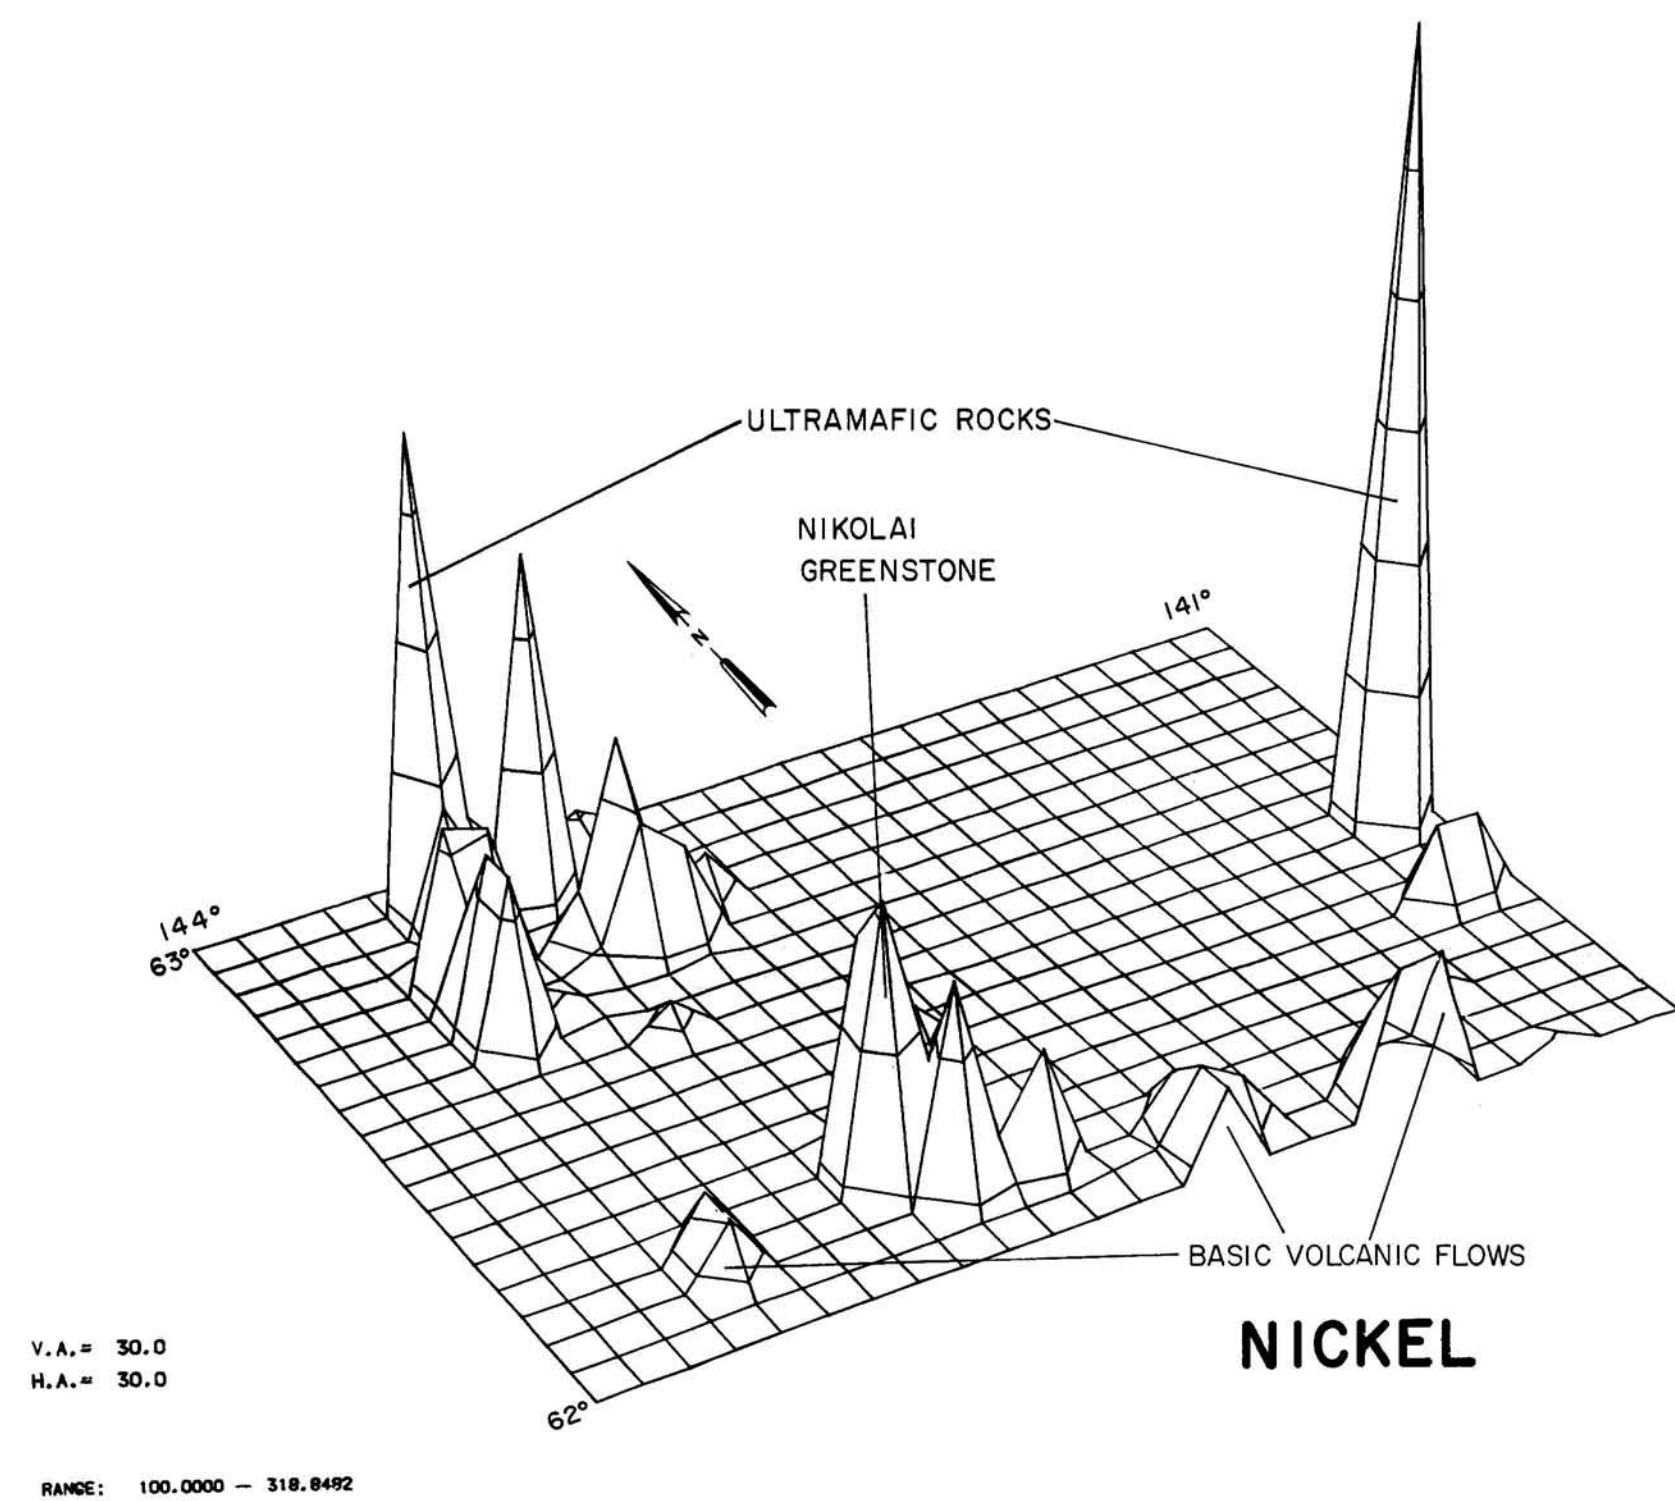 ULTRAMAFIC ROCKS
NIKOLAI
GREENSTONE
N
141°
144°
63°
BASIC VOLCANIC FLOWS
NICKEL
V.A.= 30.0
H.A.= 30.0
62°
RANGE: 100.0000 — 318.8482